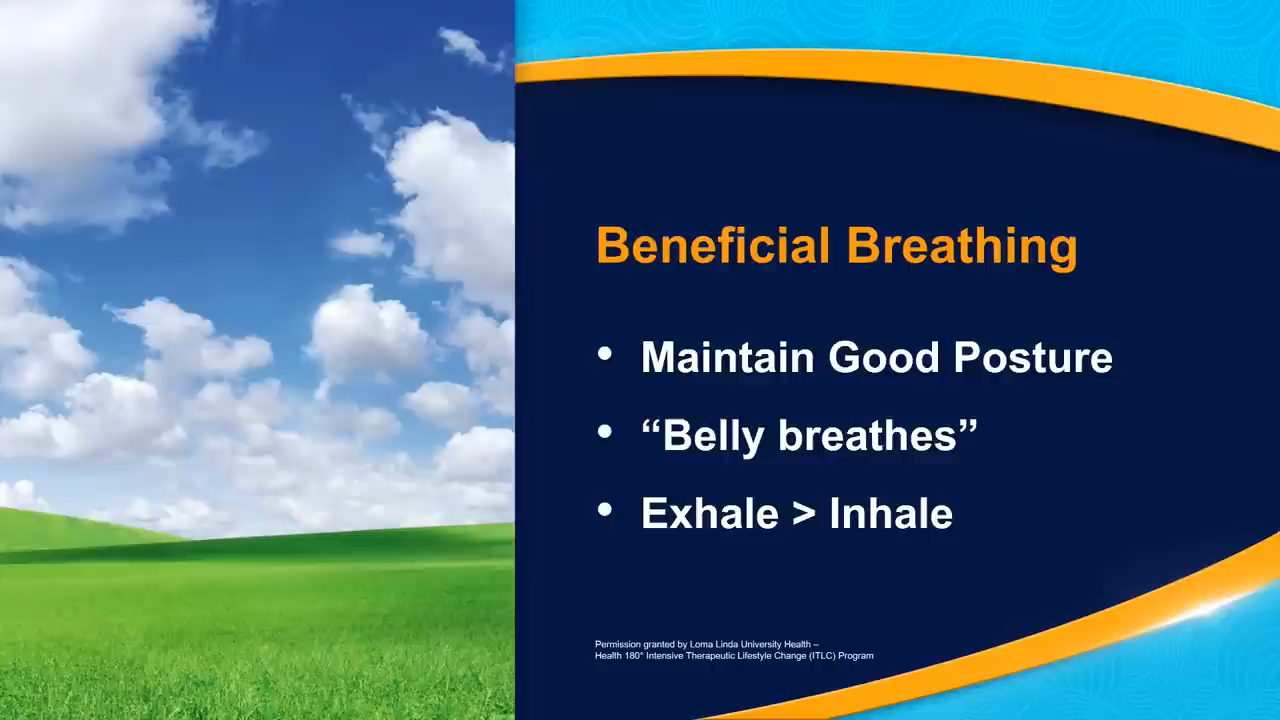 Beneficial Breathing
• Maintain Good Posture
• “Belly breathes”
• Exhale > Inhale
Permission granted by Loma Linda University Health –
Health 180° Intensive Therapeutic Lifestyle Change (ITLC) Program